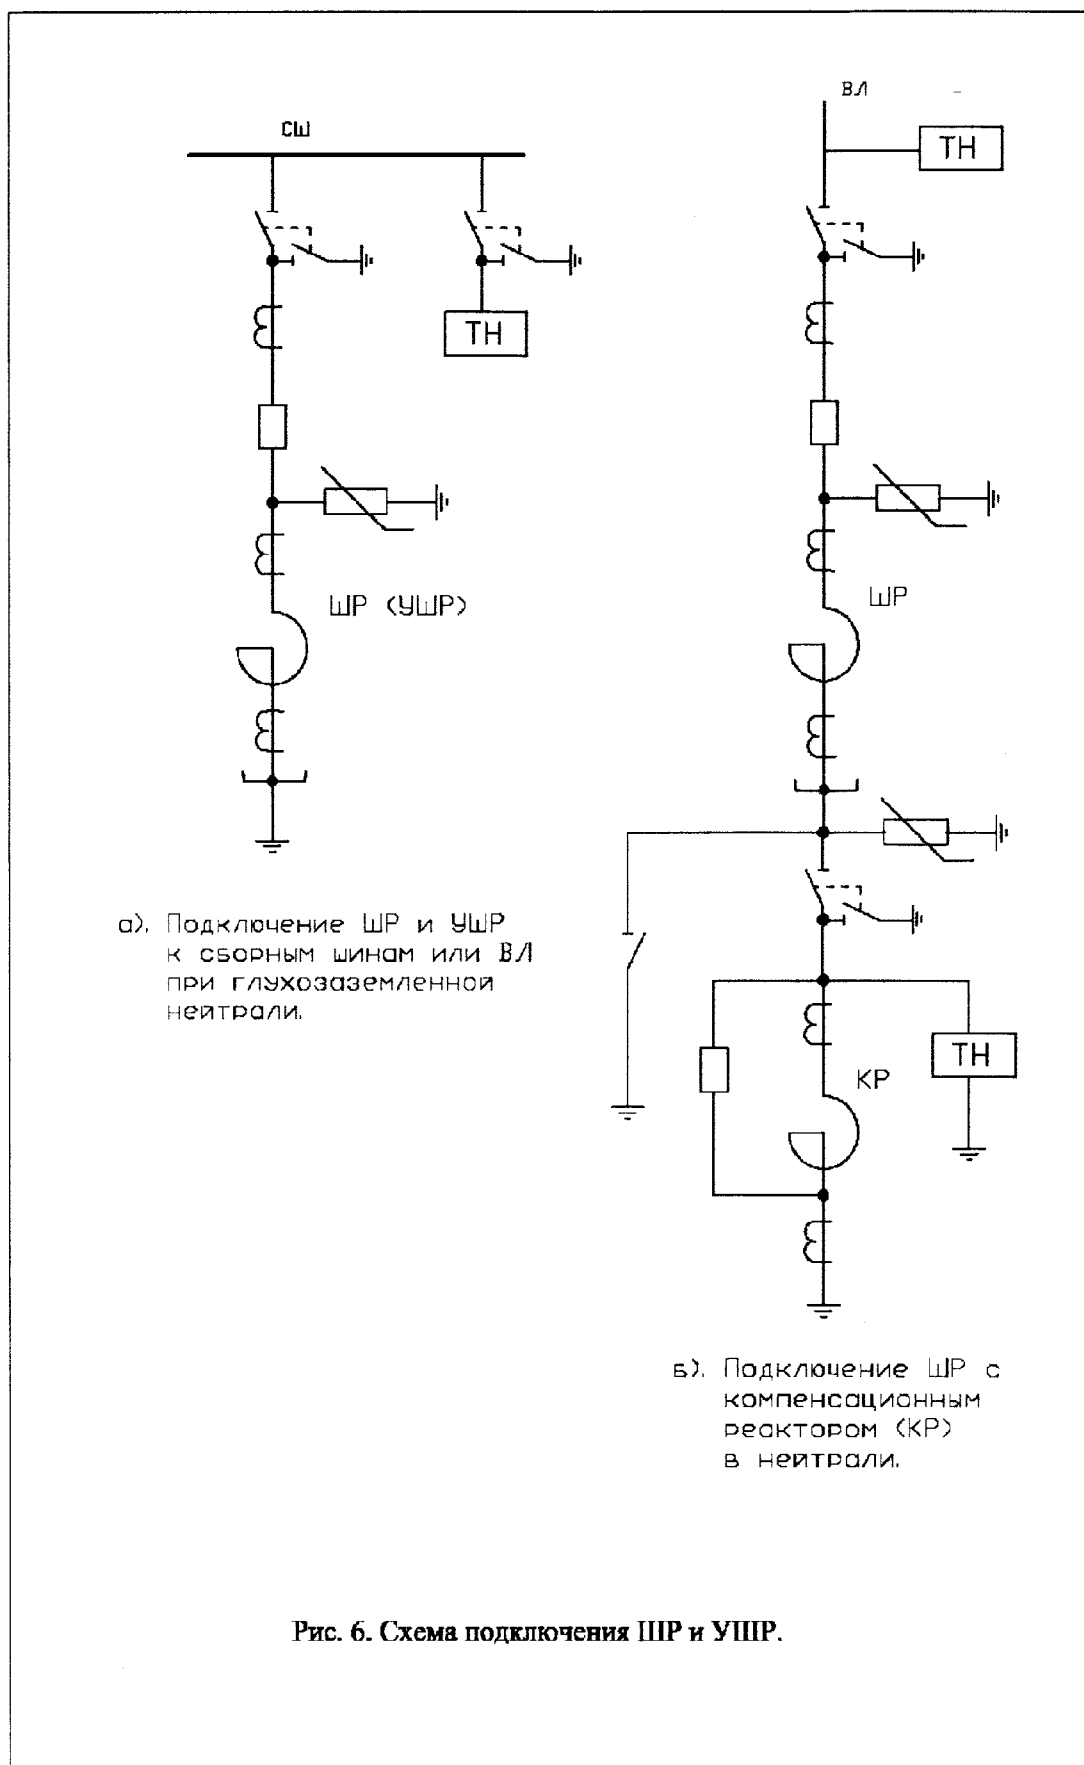 СШ
ТН
ШР (УШР)
а). Подключение ШР и УШР
к сборным шинам или ВЛ
при глухозаземленной
нейтрали.
ВЛ
ТН
ШР
ТН
КР
б). Подключение ШР с
компенсационным
реактором (КР)
в нейтрали.
Рис. 6. Схема подключения ШР и УШР.